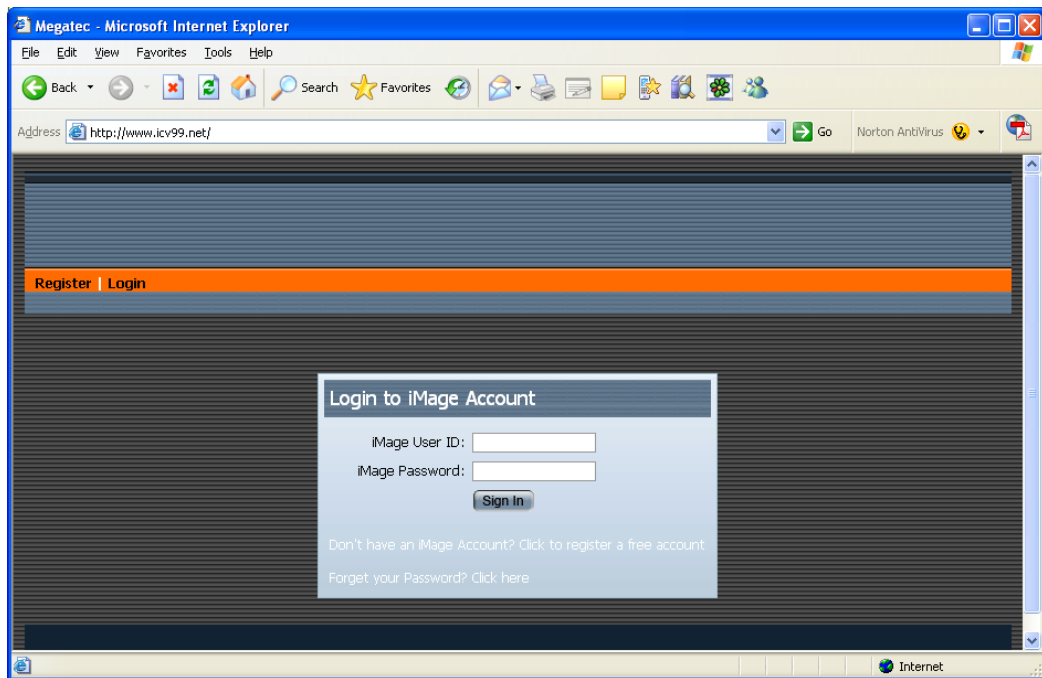 Megatec - Microsoft Internet Explorer
File Edit View Favorites Tools Help
Back Search Favorites
Address http://www.icv99.net/ Go Norton AntiVirus
Register | Login
Login to iMage Account
iMage User ID:
iMage Password:
Sign In
Don't have an iMage Account? Click to register a free account
Forget your Password? Click here
Internet